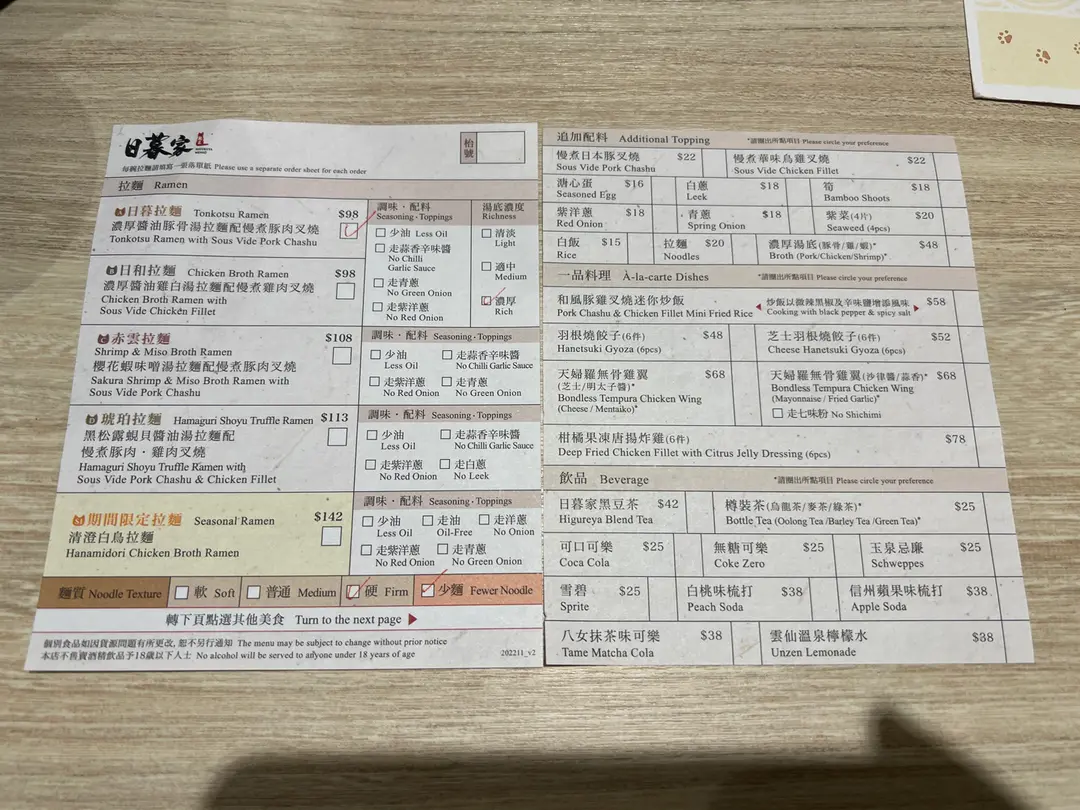 日暮家
每碗拉麵請填寫一張落單紙 Please use a separate order sheet for each order
枱號
拉麵 Ramen
日暮拉麵 Tonkotsu Ramen $98
濃厚醬油豚骨湯拉麵配慢煮豚肉叉燒
Tonkotsu Ramen with Sous Vide Pork Chashu
調味・配料
Seasoning・Toppings
少油 Less Oil
走蒜香辛味醬
No Chilli
Garlic Sauce
走青蔥
No Green Onion
走紫洋蔥
No Red Onion
湯底濃度
Richness
清淡
Light
適中
Medium
濃厚
Rich
日和拉麵 Chicken Broth Ramen $98
濃厚醬油雞白湯拉麵配慢煮雞肉叉燒
Chicken Broth Ramen with
Sous Vide Chicken Fillet
赤雲拉麵 $108
Shrimp & Miso Broth Ramen
櫻花蝦味噌湯拉麵配慢煮豚肉叉燒
Sakura Shrimp & Miso Broth Ramen with
Sous Vide Pork Chashu
調味・配料 Seasoning・Toppings
少油
Less Oil
走蒜香辛味醬
No Chilli Garlic Sauce
走紫洋蔥
No Red Onion
走青蔥
No Green Onion
琥珀拉麵 Hamaguri Shoyu Truffle Ramen $113
黑松露蜆貝醬油湯拉麵配
慢煮豚肉・雞肉叉燒
Hamaguri Shoyu Truffle Ramen with
Sous Vide Pork Chashu & Chicken Fillet
調味・配料 Seasoning・Toppings
少油
Less Oil
走蒜香辛味醬
No Chilli Garlic Sauce
走紫洋蔥
No Red Onion
走白蔥
No Leek
期間限定拉麵 Seasonal Ramen $142
清澄白鳥拉麵
Hanamidori Chicken Broth Ramen
調味・配料 Seasoning・Toppings
少油
Less Oil
走油
Oil-Free
走洋蔥
No Onion
走紫洋蔥
No Red Onion
走青蔥
No Green Onion
麵質 Noodle Texture 軟 Soft 普通 Medium 硬 Firm 少麵 Fewer Noodle
轉下頁點選其他美食 Turn to the next page
個別食品如因貨源問題有所更改, 恕不另行通知 The menu may be subject to change without prior notice
本店不售賣酒精飲品予18歲以下人士 No alcohol will be served to anyone under 18 years of age
202211_v2
追加配料 Additional Topping *請圈出所點項目 Please circle your preference
慢煮日本豚叉燒 $22
Sous Vide Pork Chashu
慢煮華味鳥雞叉燒 $22
Sous Vide Chicken Fillet
溏心蛋 $16
Seasoned Egg
白蔥 $18
Leek
筍 $18
Bamboo Shoots
紫洋蔥 $18
Red Onion
青蔥 $18
Spring Onion
紫菜(4片) $20
Seaweed (4pcs)
白飯 $15
Rice
拉麵 $20
Noodles
濃厚湯底(豚骨/雞/蝦)* $48
Broth (Pork/Chicken/Shrimp)*
一品料理 À-la-carte Dishes *請圈出所點項目 Please circle your preference
和風豚雞叉燒迷你炒飯
Pork Chashu & Chicken Fillet Mini Fried Rice
炒飯以微辣黑椒及辛味鹽增添風味 $58
Cooking with black pepper & spicy salt
羽根燒餃子(6件) $48
Hanetsuki Gyoza (6pcs)
芝士羽根燒餃子(6件) $52
Cheese Hanetsuki Gyoza (6pcs)
天婦羅無骨雞翼 $68
(芝士/明太子醬)*
Bondless Tempura Chicken Wing
(Cheese / Mentaiko)*
天婦羅無骨雞翼(沙律醬/蒜香)* $68
Bondless Tempura Chicken Wing
(Mayonnaise / Fried Garlic)*
走七味粉 No Shichimi
柑橘果凍唐揚炸雞(6件) $78
Deep Fried Chicken Fillet with Citrus Jelly Dressing (6pcs)
飲品 Beverage *請圈出所點項目 Please circle your preference
日暮家黑豆茶 $42
Higureya Blend Tea
樽裝茶(烏龍茶/麥茶/綠茶)* $25
Bottle Tea (Oolong Tea/Barley Tea/Green Tea)*
可口可樂 $25
Coca Cola
無糖可樂 $25
Coke Zero
玉泉忌廉 $25
Schweppes
雪碧 $25
Sprite
白桃味梳打 $38
Peach Soda
信州蘋果味梳打 $38
Apple Soda
八女抹茶味可樂 $38
Tame Matcha Cola
雲仙溫泉檸檬水 $38
Unzen Lemonade